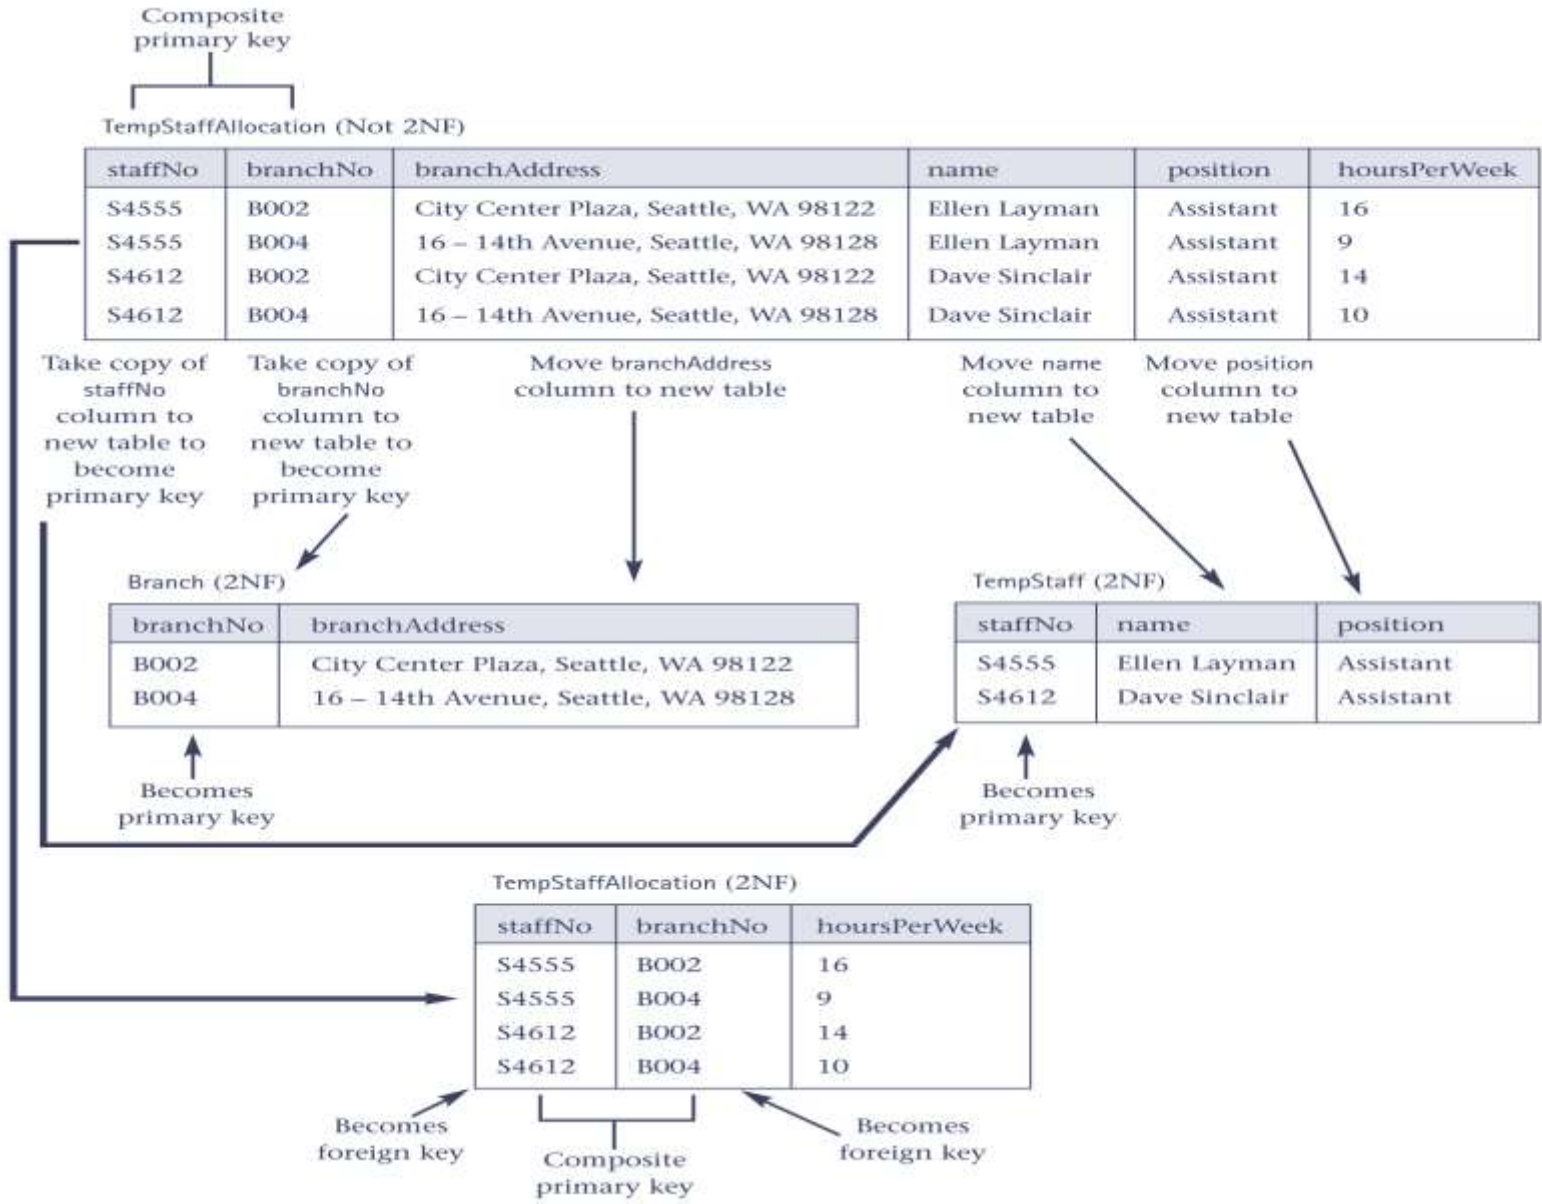 Composite
primary key
TempStaffAllocation (Not 2NF)
staffNo branchNo branchAddress name position hoursPerWeek
S4555 B002 City Center Plaza, Seattle, WA 98122 Ellen Layman Assistant 16
S4555 B004 16 – 14th Avenue, Seattle, WA 98128 Ellen Layman Assistant 9
S4612 B002 City Center Plaza, Seattle, WA 98122 Dave Sinclair Assistant 14
S4612 B004 16 – 14th Avenue, Seattle, WA 98128 Dave Sinclair Assistant 10
Take copy of
staffNo
column to
new table to
become
primary key
Take copy of
branchNo
column to
new table to
become
primary key
Move branchAddress
column to new table
Move name
column to
new table
Move position
column to
new table
Branch (2NF)
branchNo branchAddress
B002 City Center Plaza, Seattle, WA 98122
B004 16 – 14th Avenue, Seattle, WA 98128
Becomes
primary key
TempStaff (2NF)
staffNo name position
S4555 Ellen Layman Assistant
S4612 Dave Sinclair Assistant
Becomes
primary key
TempStaffAllocation (2NF)
staffNo branchNo hoursPerWeek
S4555 B002 16
S4555 B004 9
S4612 B002 14
S4612 B004 10
Becomes
foreign key
Composite
primary key
Becomes
foreign key